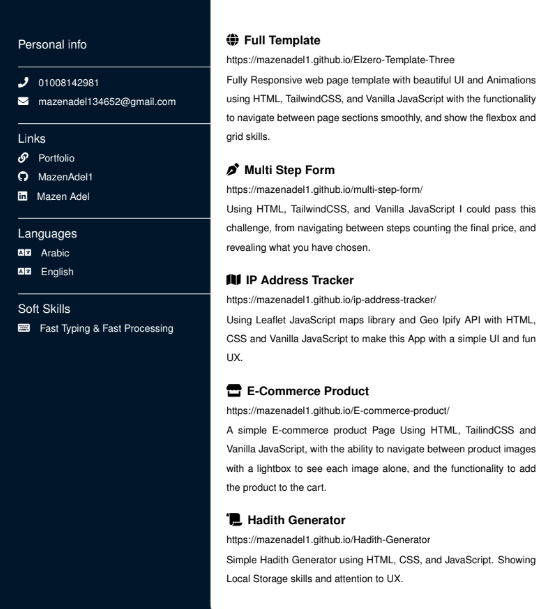 Personal info
01008142981
mazenadel134652@gmail.com
Links
Portfolio
MazenAdel1
Mazen Adel
Languages
Arabic
English
Soft Skills
Fast Typing & Fast Processing
Full Template
https://mazenadel1.github.io/Elzero-Template-Three
Fully Responsive web page template with beautiful UI and Animations
using HTML, TailwindCSS, and Vanilla JavaScript with the functionality
to navigate between page sections smoothly, and show the flexbox and
grid skills.
Multi Step Form
https://mazenadel1.github.io/multi-step-form/
Using HTML, TailwindCSS, and Vanilla JavaScript I could pass this
challenge, from navigating between steps counting the final price, and
revealing what you have chosen.
IP Address Tracker
https://mazenadel1.github.io/ip-address-tracker/
Using Leaflet JavaScript maps library and Geo Ipify API with HTML,
CSS and Vanilla JavaScript to make this App with a simple UI and fun
UX.
E-Commerce Product
https://mazenadel1.github.io/E-commerce-product/
A simple E-commerce product Page Using HTML, TailindCSS and
Vanilla JavaScript, with the ability to navigate between product images
with a lightbox to see each image alone, and the functionality to add
the product to the cart.
Hadith Generator
https://mazenadel1.github.io/Hadith-Generator
Simple Hadith Generator using HTML, CSS, and JavaScript. Showing
Local Storage skills and attention to UX.